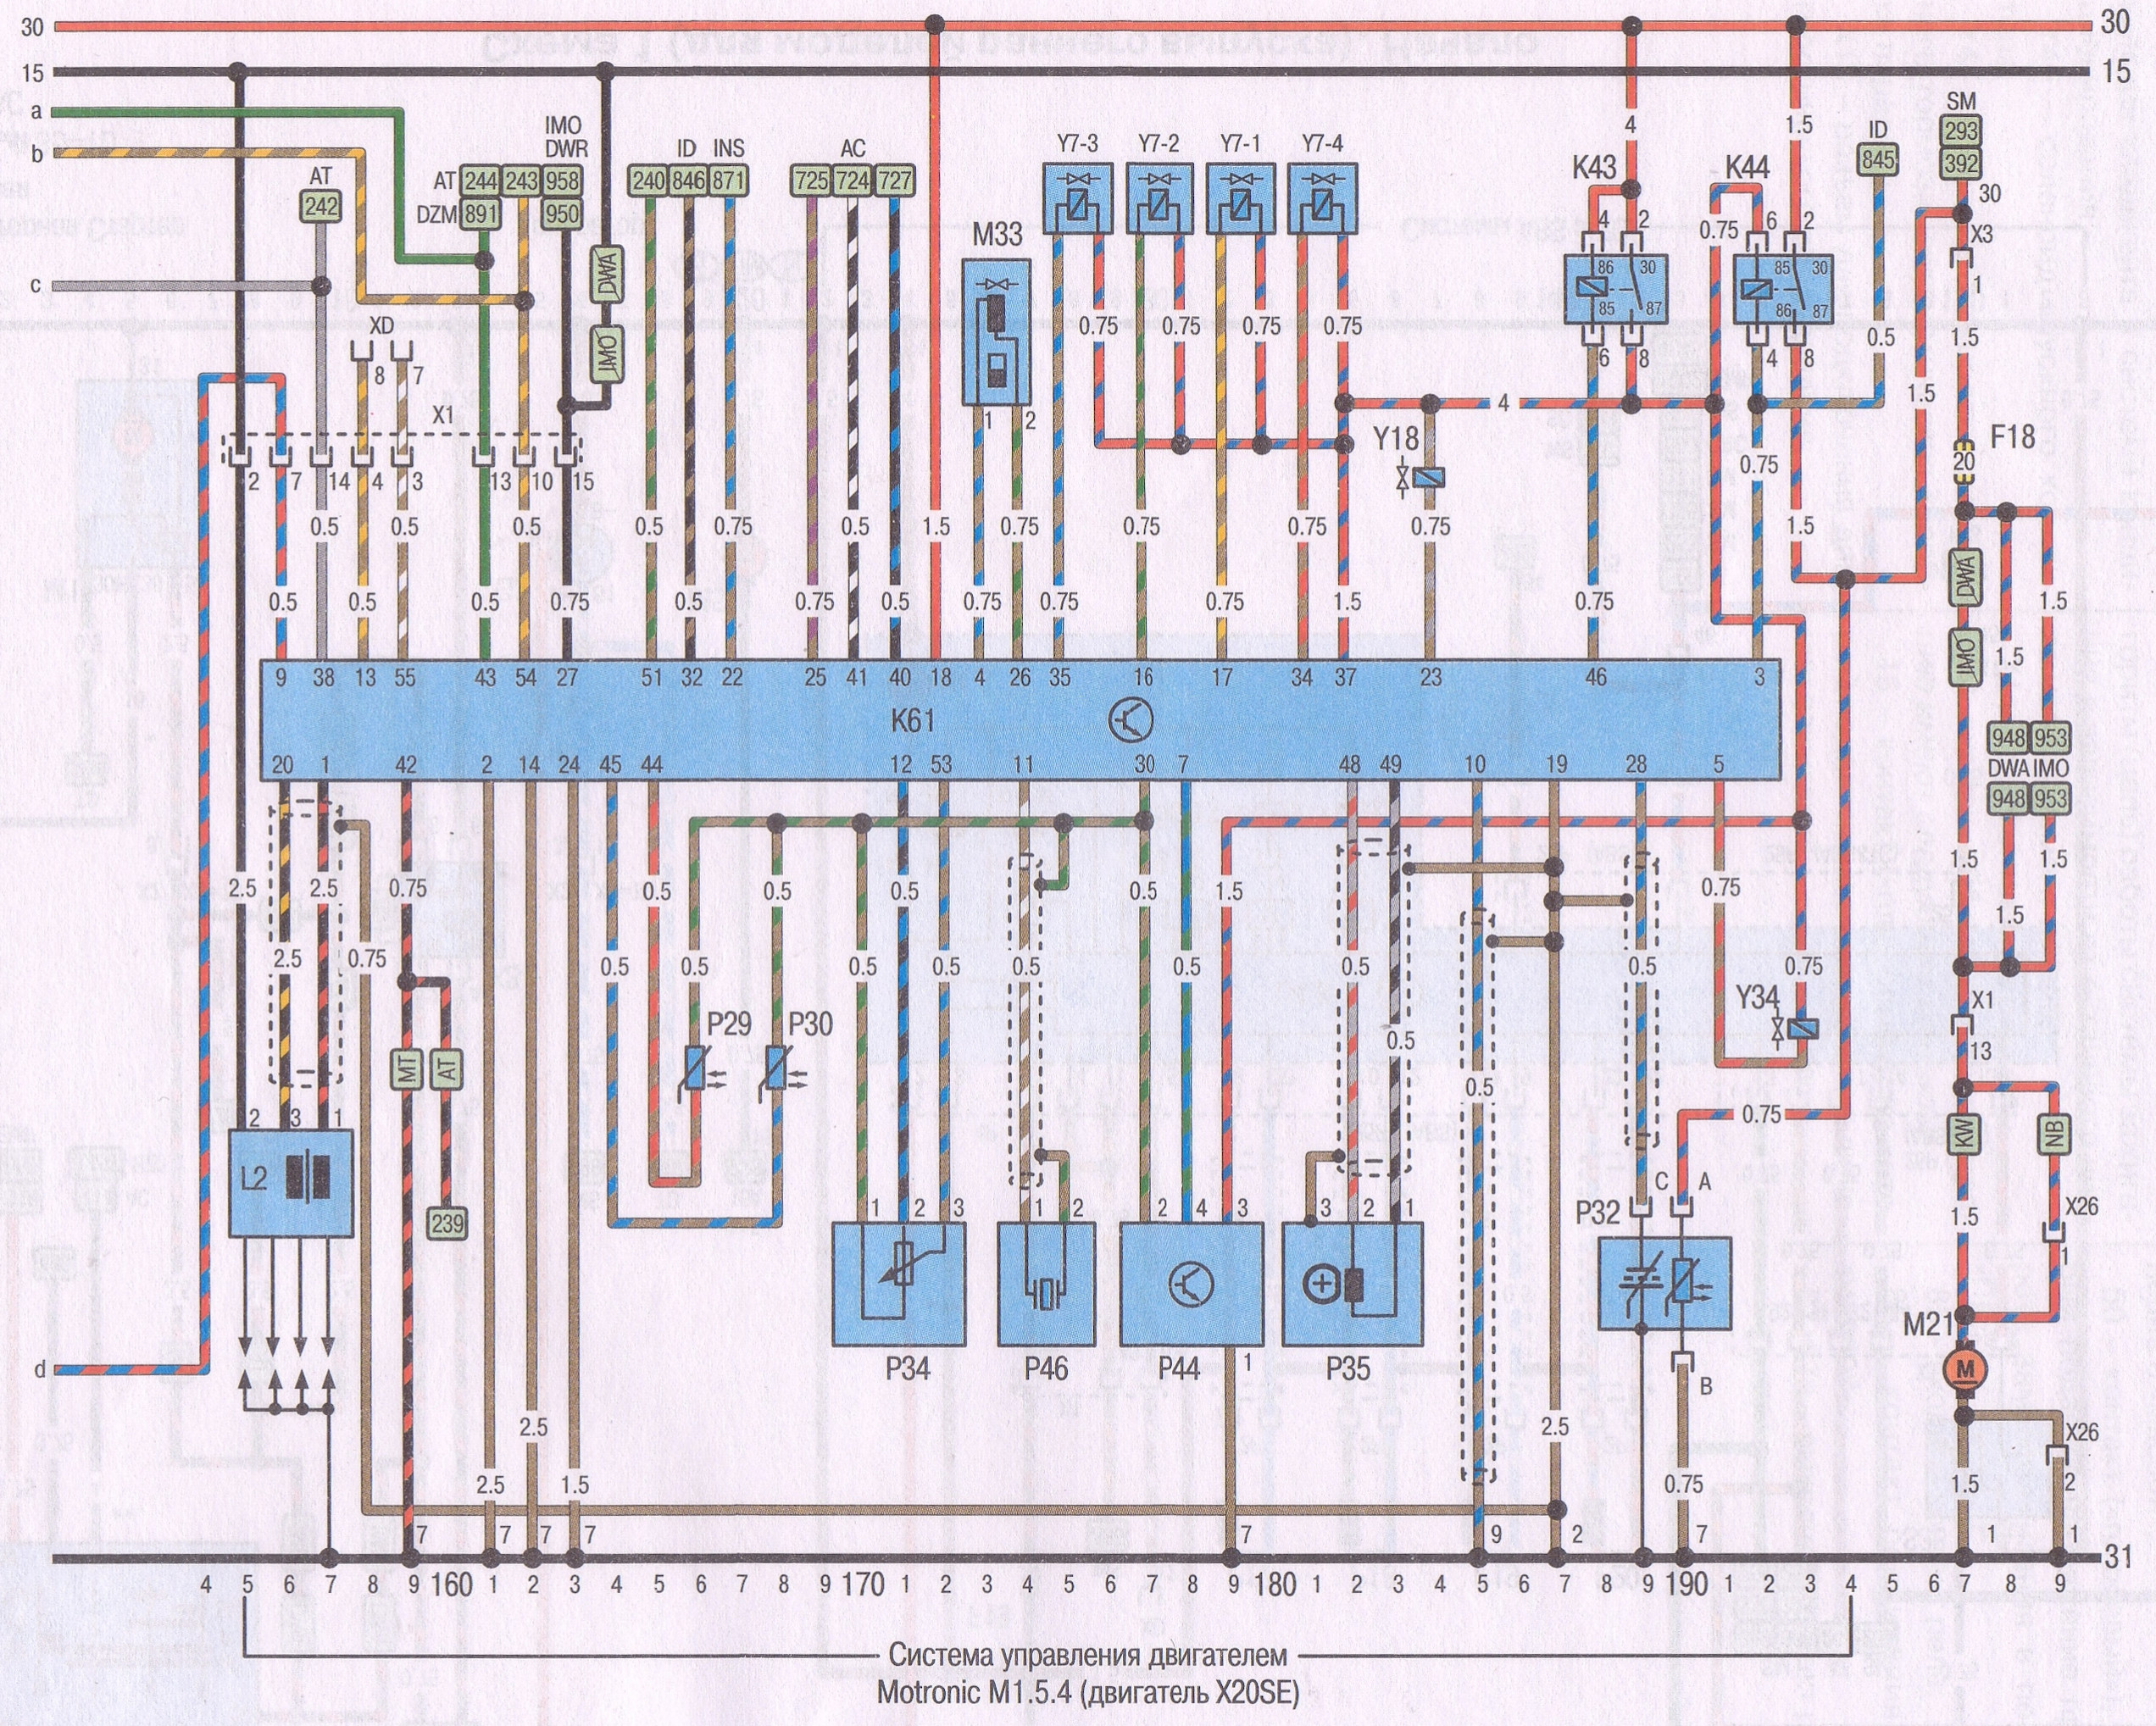 30 30
15 15
a
b
c
d
AT
242
AT 244 243 958
DZM 891 950
IMO
DWR
DWA
IMO
ID INS
240 846 871
AC
725 724 727
M33
1 2
Y7-3 Y7-2 Y7-1 Y7-4
0.75 0.75 0.75 0.75
4
1.5
K43
4 2
86 30
85 87
6 8
K44
0.75
6 2
85 30
86 87
4 8
ID
845
0.5
SM
293
392
30
X3
1
1.5
1.5
XD
8 7
X1
2 7 14 4 3 13 10 15
4
Y18
0.75
F18
20
0.5 0.5 0.5 0.5 0.75 0.5 1.5 0.75 0.75 0.75 0.75 0.75 1.5
0.5 0.5 0.5 0.75 0.5 0.75 0.5 0.75 0.75 0.75 1.5 0.75 1.5
DWA
IMO
1.5
948 953
DWA IMO
948 953
9 38 13 55 43 54 27 51 32 22 25 41 40 18 4 26 35 16 17 34 37 23 46 3
K61
20 1 42 2 14 24 45 44 12 53 11 30 7 48 49 10 19 28 5
2.5 2.5 0.75 0.5 0.5 0.5 0.5 1.5 0.75 1.5 1.5
2.5 0.75 0.5 0.5 0.5 0.5 0.5 0.5 0.5 0.5 0.75 1.5
P29 P30
0.5
0.5
Y34
X1
13
MT AT
239
2 3 1
L2
0.75
KW NB
1.5
X26
1
1 2 3
P34
1 2
P46
2 4 3
P44
1
3 2 1
P35
C A
P32
B
M21
M
X26
2
2.5 2.5
2.5 1.5 0.75 1.5
7 7 7 7 7 9 2 7 1 1
31
4 5 6 7 8 9 160 1 2 3 4 5 6 7 8 9 170 1 2 3 4 5 6 7 8 9 180 1 2 3 4 5 6 7 8 9 190 1 2 3 4 5 6 7 8 9
Система управления двигателем
Motronic M1.5.4 (двигатель X20SE)